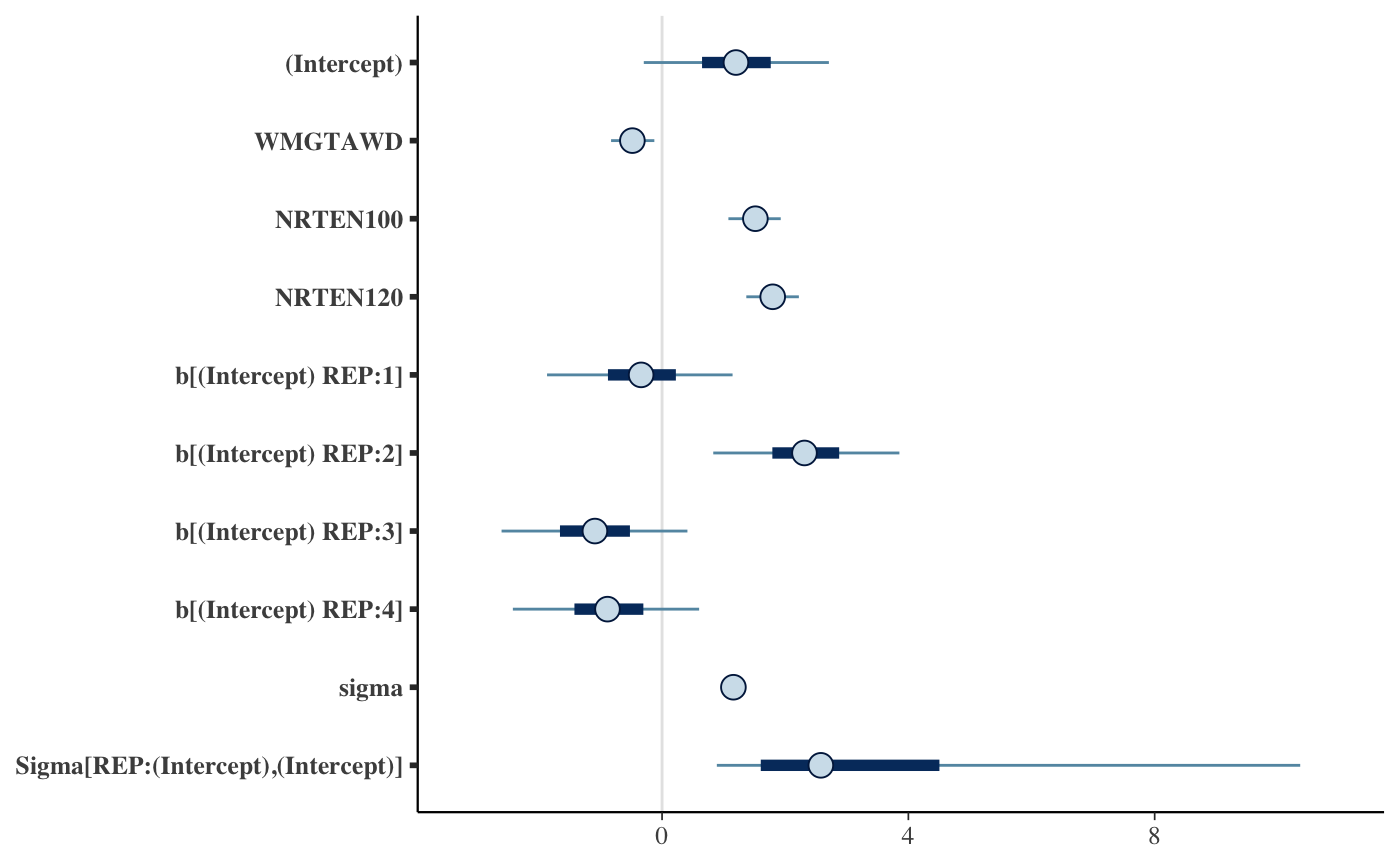 (Intercept)
WMGTAWD
NRTEN100
NRTEN120
b[(Intercept) REP:1]
b[(Intercept) REP:2]
b[(Intercept) REP:3]
b[(Intercept) REP:4]
sigma
Sigma[REP:(Intercept),(Intercept)]
0 4 8